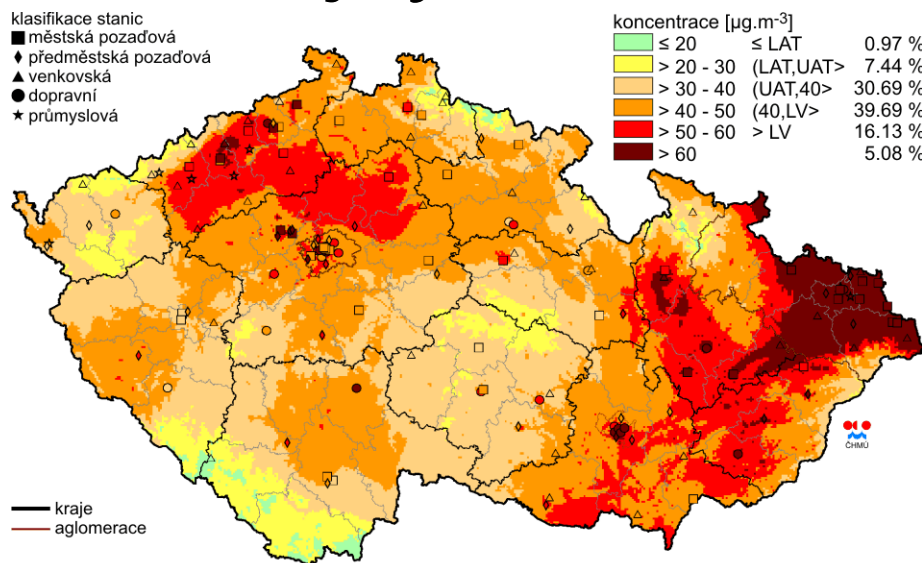 klasifikace stanic
městská pozaďová
předměstská pozaďová
venkovská
dopravní
průmyslová
koncentrace [µg.m-³]
≤ 20 ≤ LAT 0.97 %
> 20 - 30 (LAT,UAT> 7.44 %
> 30 - 40 (UAT,40> 30.69 %
> 40 - 50 (40,LV> 39.69 %
> 50 - 60 > LV 16.13 %
> 60 5.08 %
ČHMÚ
kraje
aglomerace